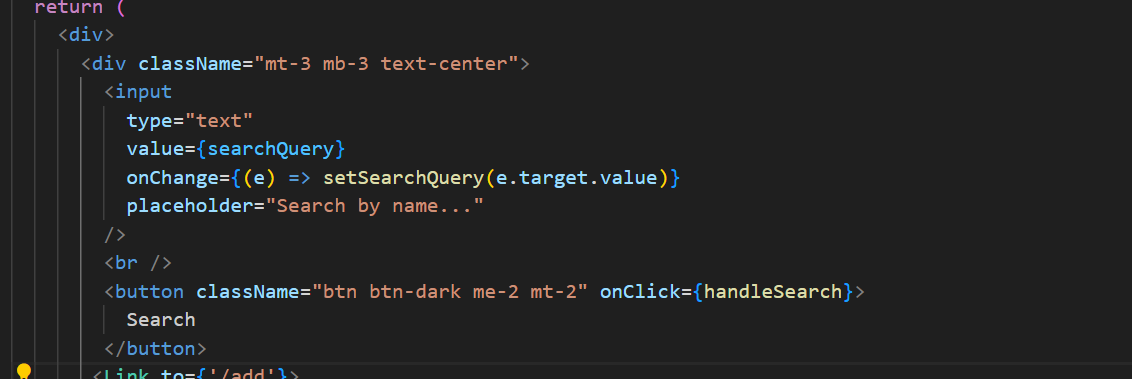 return (
<div>
<div className="mt-3 mb-3 text-center">
<input
type="text"
value={searchQuery}
onChange={(e) => setSearchQuery(e.target.value)}
placeholder="Search by name..."
/>
<br />
<button className="btn btn-dark me-2 mt-2" onClick={handleSearch}>
Search
</button>
<Link to={'/add'}>